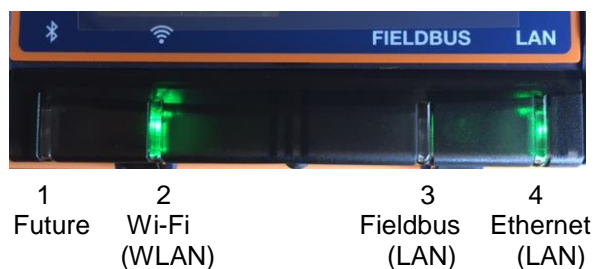 FIELDBUS LAN
1 2 3 4
Future Wi-Fi Fieldbus Ethernet
(WLAN) (LAN) (LAN)